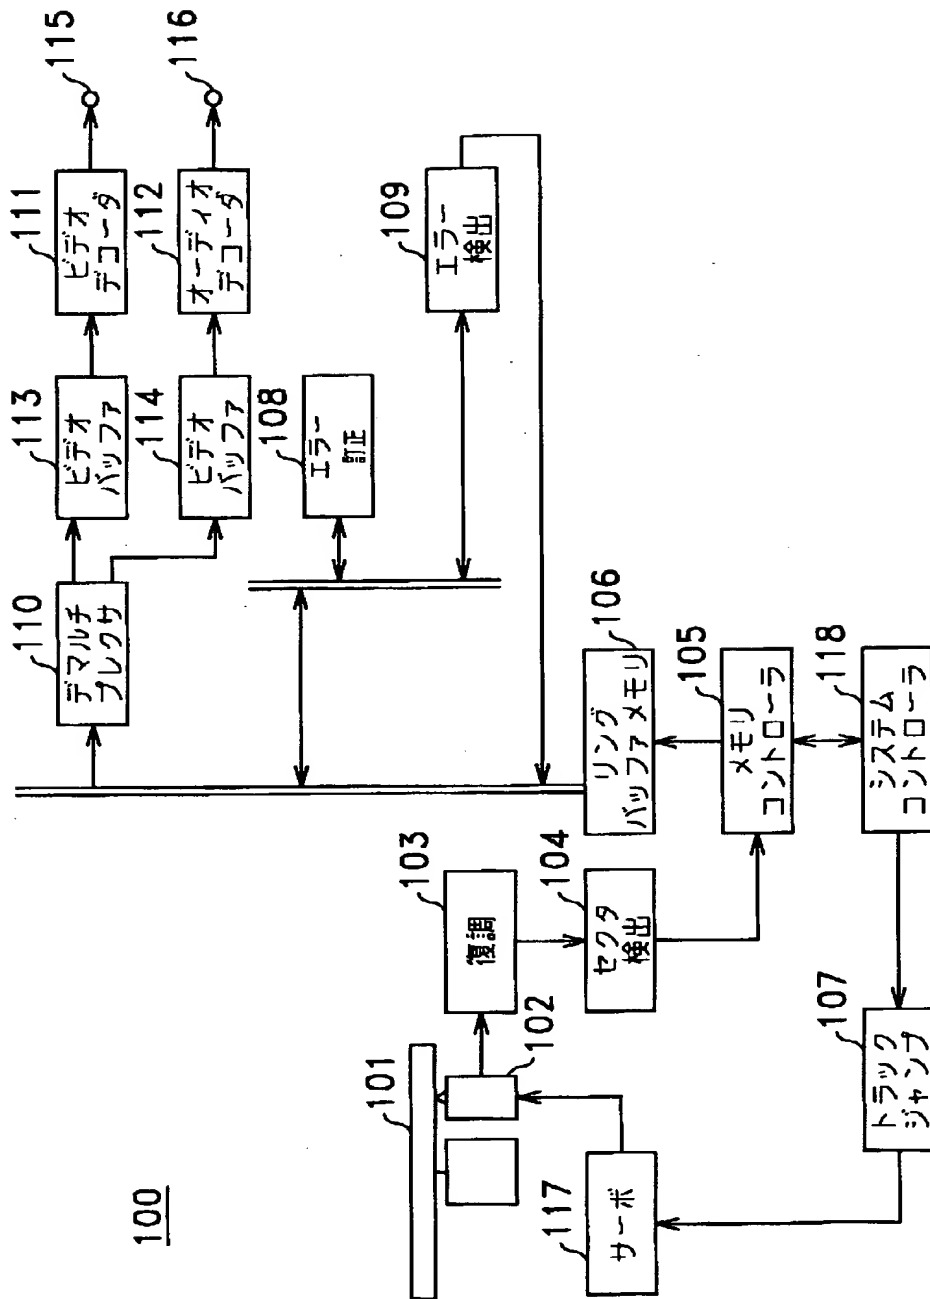 100
101
102
103
復調
104
セクタ
検出
117
サーボ
107
トラック
ジャンプ
106
リング
バッファメモリ
105
メモリ
コントローラ
118
システム
コントローラ
110
デマルチ
プレクサ
113
ビデオ
バッファ
111
ビデオ
デコーダ
115
114
ビデオ
バッファ
112
オーディオ
デコーダ
116
108
エラー
訂正
109
エラー
検出